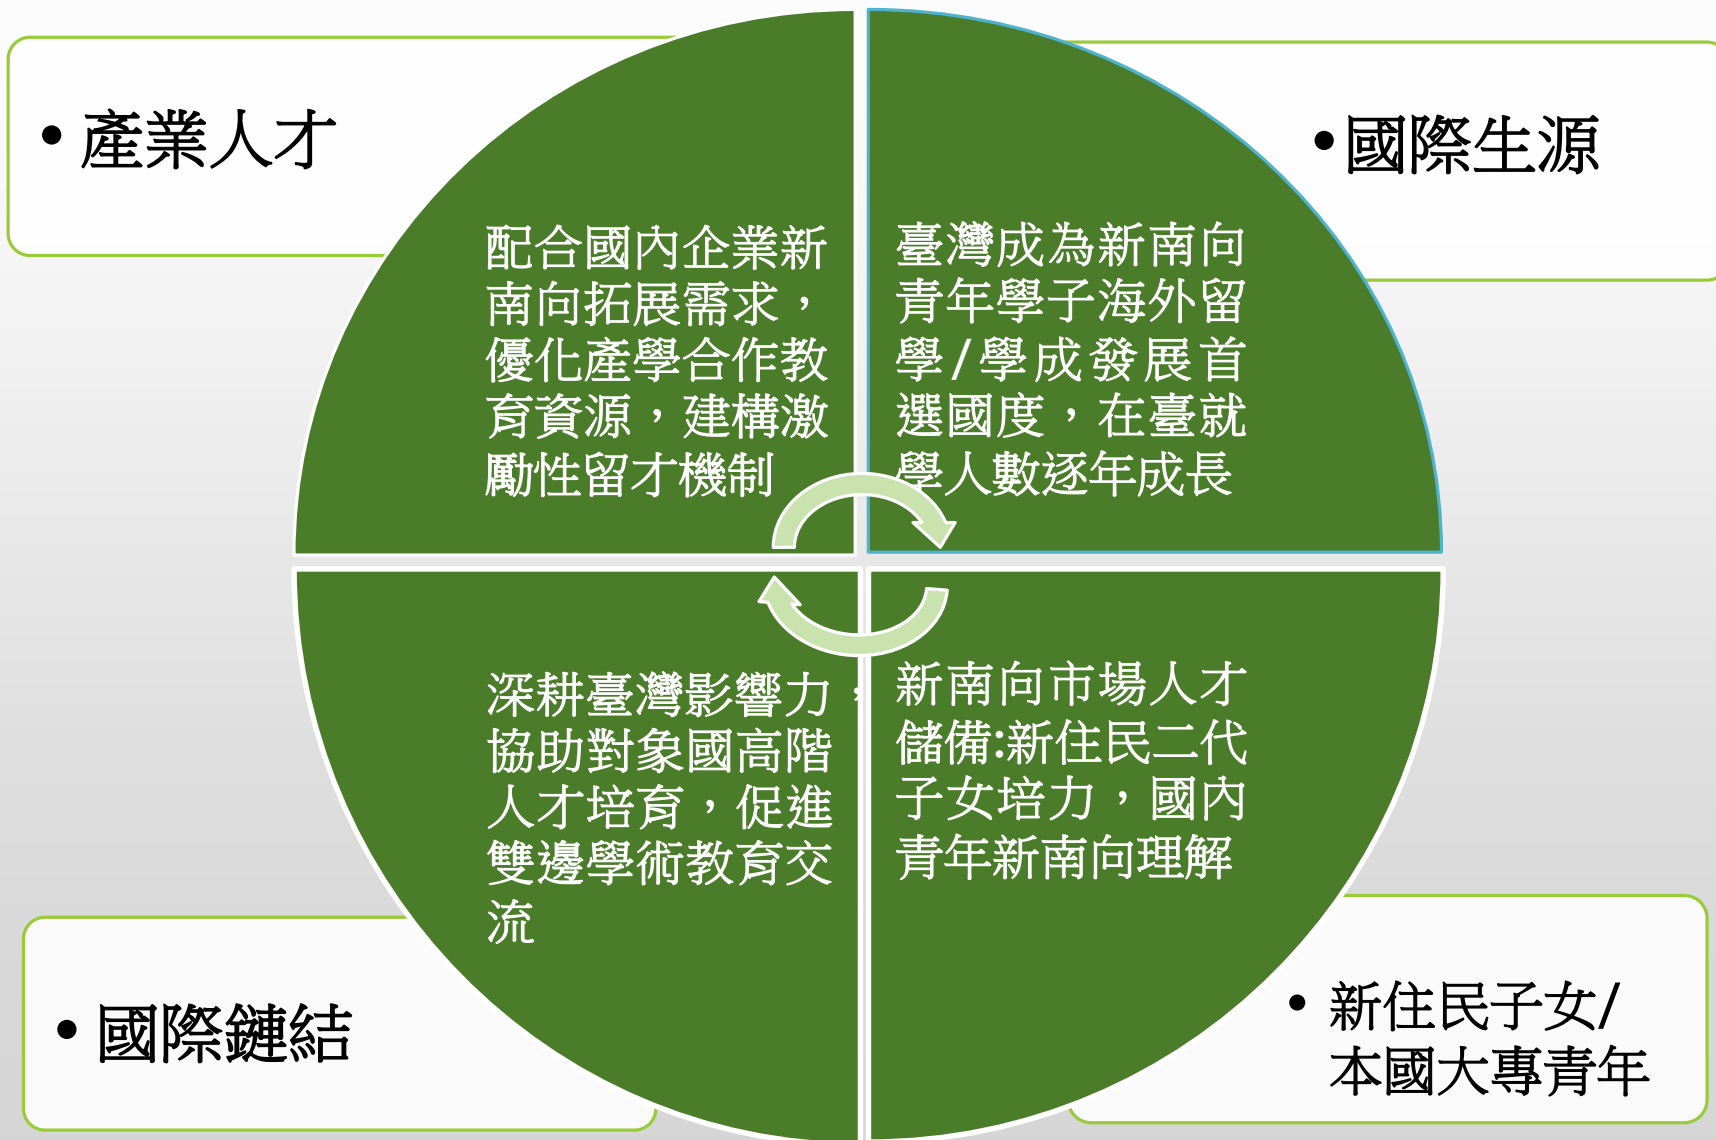 • 產業人才
配合國內企業新
南向拓展需求，
優化產學合作教
育資源，建構激
勵性留才機制
•國際生源
臺灣成為新南向
青年學子海外留
學/學成發展首
選國度，在臺就
學人數逐年成長
深耕臺灣影響力，
協助對象國高階
人才培育，促進
雙邊學術教育交
流
• 國際鏈結
新南向市場人才
儲備:新住民二代
子女培力，國內
青年新南向理解
• 新住民子女/
本國大專青年